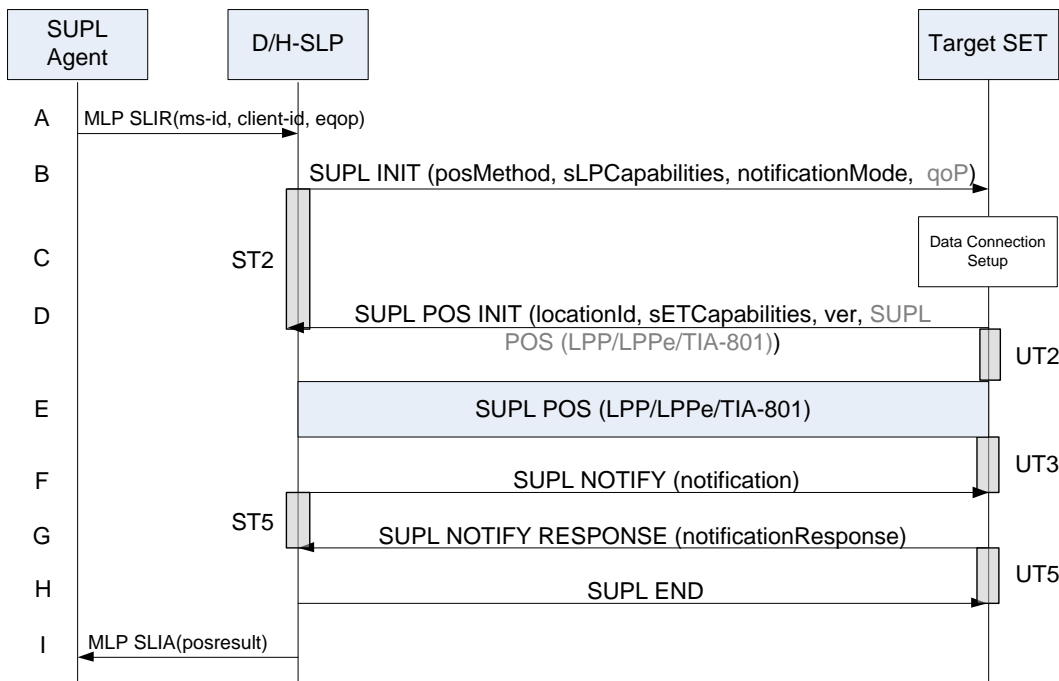 SUPL
Agent
D/H-SLP
Target SET
A
MLP SLIR(ms-id, client-id, eqop)
B
SUPL INIT (posMethod, sLPCapabilities, notificationMode, qoP)
C
ST2
Data Connection
Setup
D
SUPL POS INIT (locationId, sETCapabilities, ver, SUPL
POS (LPP/LPPe/TIA-801))
UT2
E
SUPL POS (LPP/LPPe/TIA-801)
UT3
F
SUPL NOTIFY (notification)
ST5
G
SUPL NOTIFY RESPONSE (notificationResponse)
UT5
H
SUPL END
I
MLP SLIA(posresult)